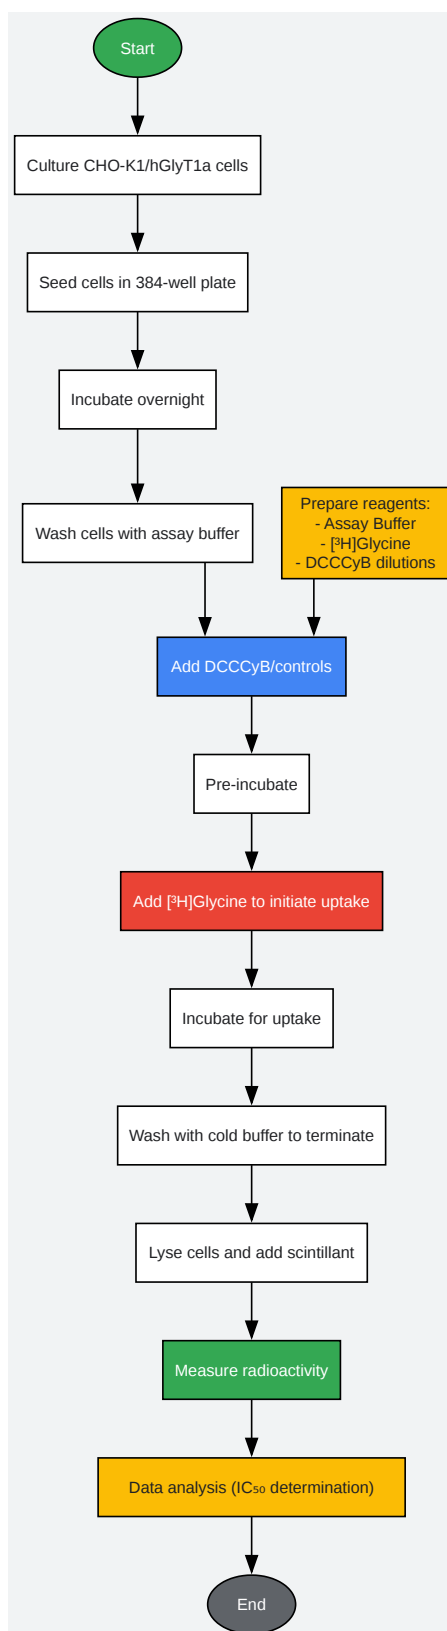 Start
Culture CHO-K1/hGlyT1a cells
Seed cells in 384-well plate
Incubate overnight
Wash cells with assay buffer
Prepare reagents:
- Assay Buffer
- [³H]Glycine
- DCCCyB dilutions
Add DCCCyB/controls
Pre-incubate
Add [³H]Glycine to initiate uptake
Incubate for uptake
Wash with cold buffer to terminate
Lyse cells and add scintillant
Measure radioactivity
Data analysis (IC₅₀ determination)
End